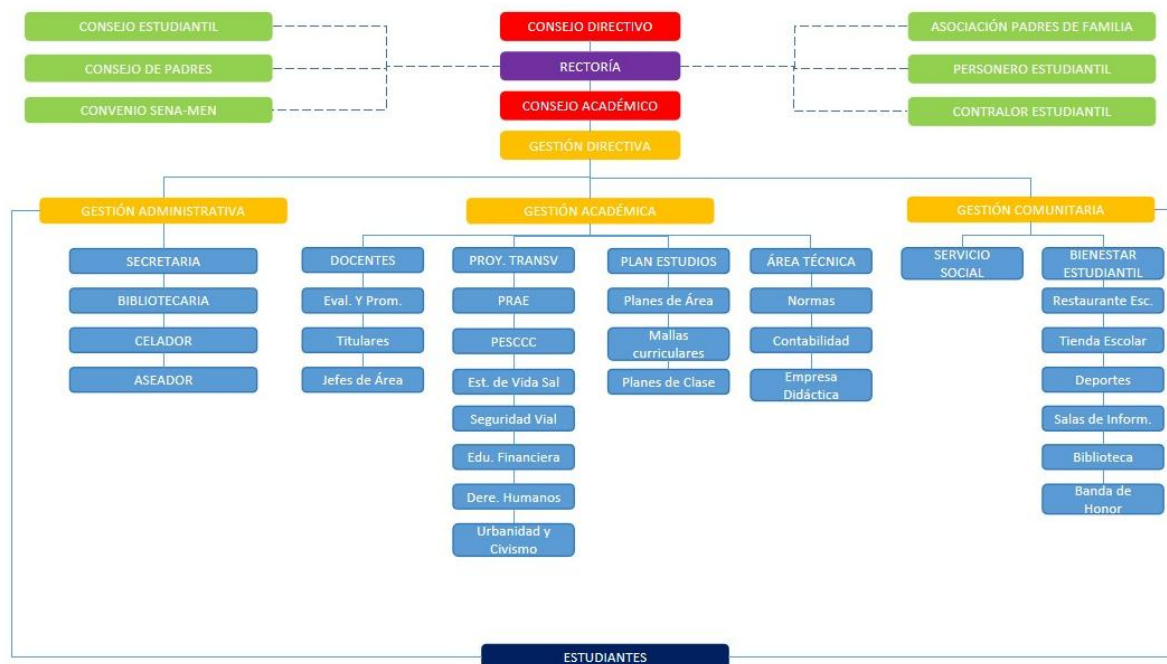 CONSEJO ESTUDIANTIL
CONSEJO DIRECTIVO
ASOCIACIÓN PADRES DE FAMILIA
CONSEJO DE PADRES
RECTORÍA
PERSONERO ESTUDIANTIL
CONVENIO SENA-MEN
CONSEJO ACADÉMICO
CONTRALOR ESTUDIANTIL
GESTIÓN DIRECTIVA
GESTIÓN ADMINISTRATIVA
GESTIÓN ACADÉMICA
GESTIÓN COMUNITARIA
SECRETARIA
BIBLIOTECARIA
CELADOR
ASEADOR
DOCENTES
Eval. Y Prom.
Titulares
Jefes de Área
PROY. TRANSV
PRAE
PESCCC
Est. de Vida Sal
Seguridad Vial
Edu. Financiera
Dere. Humanos
Urbanidad y
Civismo
PLAN ESTUDIOS
Planes de Área
Mallas
curriculares
Planes de Clase
ÁREA TÉCNICA
Normas
Contabilidad
Empresa
Didáctica
SERVICIO
SOCIAL
BIENESTAR
ESTUDIANTIL
Restaurante Esc.
Tienda Escolar
Deportes
Salas de Inform.
Biblioteca
Banda de
Honor
ESTUDIANTES